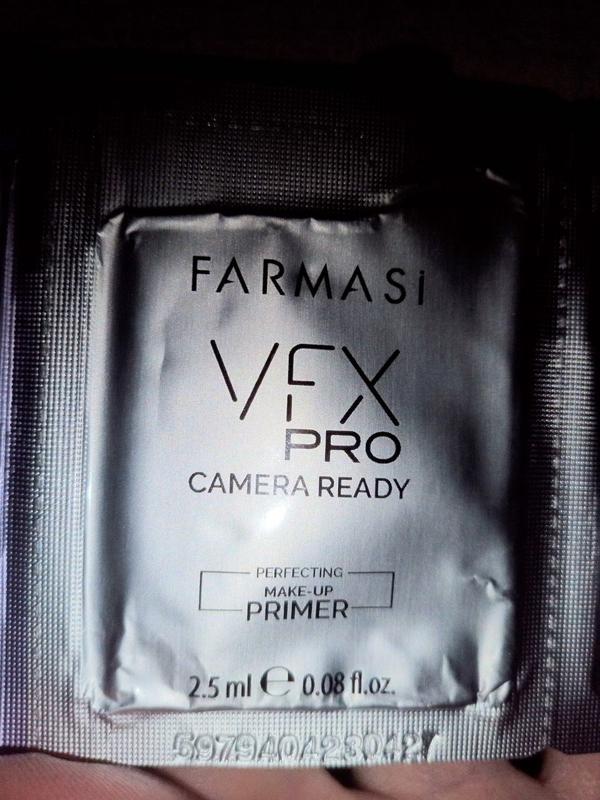 FARMASi
VFX
PRO
CAMERA READY
PERFECTING
MAKE-UP
PRIMER
2.5 ml ℮ 0.08 fl.oz.